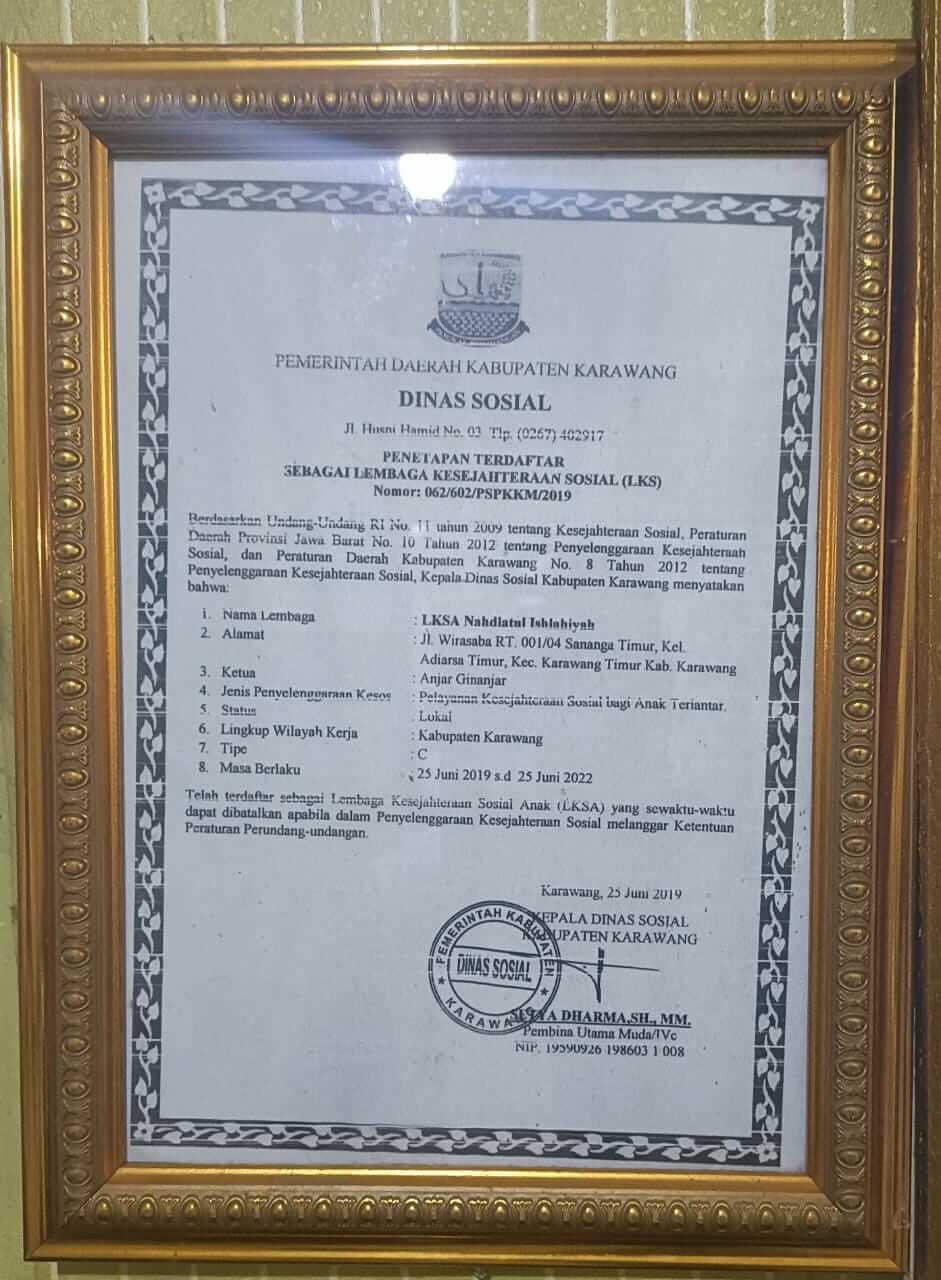 PEMERINTAH DAERAH KABUPATEN KARAWANG
DINAS SOSIAL
Jl. Husni Hamid No. 03 Tlp. (0267) 402917
PENETAPAN TERDAFTAR
SEBAGAI LEMBAGA KESEJAHTERAAN SOSIAL (LKS)
Nomor: 062/602/PSPKKM/2019
Berdasarkan Undang-Undang RI No. 11 tahun 2009 tentang Kesejahteraan Sosial, Peraturan
Daerah Provinsi Jawa Barat No. 10 Tahun 2012 tentang Penyelenggaraan Kesejahteraah
Sosial, dan Peraturan Daerah Kabupaten Karawang No. 8 Tahun 2012 tentang
Penyelenggaraan Kesejahteraan Sosial, Kepala Dinas Sosial Kabupaten Karawang menyatakan
bahwa:
1. Nama Lembaga : LKSA Nahdlatul Ishlahiyah
2. Alamat : Jl. Wirasaba RT. 001/04 Sananga Timur, Kel.
Adiarsa Timur, Kec. Karawang Timur Kab. Karawang
3. Ketua : Anjar Ginanjar
4. Jenis Penyelenggaraan Kesos : Pelayanan Kesejahteraan Sosial bagi Anak Terlantar.
5. Status : Lokal
6. Lingkup Wilayah Kerja : Kabupaten Karawang
7. Tipe : C
8. Masa Berlaku : 25 Juni 2019 s.d 25 Juni 2022
Telah terdaftar sebagai Lembaga Kesejahteraan Sosial Anak (LKSA) yang sewaktu-waktu
dapat dibatalkan apabila dalam Penyelenggaraan Kesejahteraan Sosial melanggar Ketentuan
Peraturan Perundang-undangan.
Karawang, 25 Juni 2019
KEPALA DINAS SOSIAL
KABUPATEN KARAWANG
PEMERINTAH KABUPATEN
DINAS SOSIAL
KARAWANG
SETYA DHARMA,SH., MM.
Pembina Utama Muda/IVc
NIP. 19590926 198603 1 008